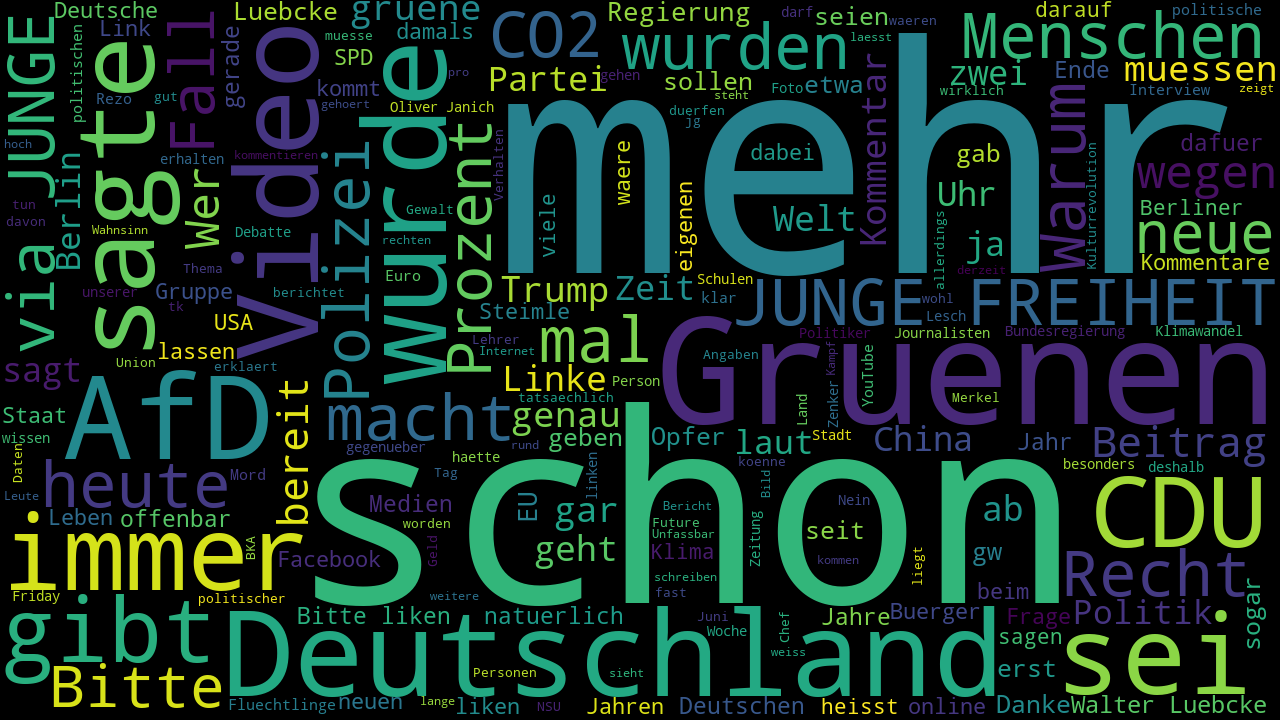 Deutsche
Link
Luebcke
gruene
damals
muesse
SPD
CO2
Regierung
wurden
darf
seien
waeren
laesst
darauf
politische
Menschen
via JUNGE
politischen
sagte
Fall
gerade
Video
kommt
gehoert
wurde
pro
Oliver Janich
Partei
gehen
sollen
steht
Foto
etwa
duerfen
jg
zwei
wirklich
Ende
muessen
Interview
zeigt
Rezo
gut
hoch
erhalten
kommentieren
Berlin
Wer
Polizei
Prozent
Verhalten
mehr
Kommentar
Warum
dafuer
wegen
tun
davon
Wahnsinn
Debatte
Gewalt
rechten
viele
waere
eigenen
dabei
Welt
gab
Uhr
ja
allerdings
derzeit
Kulturrevolution
Berliner
neue
Kommentare
Thema
unserer
tk
Gruppe
berichtet
Euro
Trump
Zeit
Schulen
klar
JUNGE FREIHEIT
wohl
Lesch
USA
Steimle
mal
Politiker
Journalisten
Bundesregierung
Klimawandel
Union
lassen
erklaert
Lehrer
Internet
Angaben
Kampf
YouTube
Gruenen
sagt
AfD
bereit
Linke
Person
tatsaechlich
Land
Zenker
Merkel
Staat
wissen
macht
genau
geben
Opfer
laut
Stadt
China
Jahr
Beitrag
gegenueber
haette
rund
koenne
besonders
deshalb
Daten
heute
Mord
Tag
linken
Bild
Leute
Medien
EU
gar
Bericht
Nein
schon
CDU
Leben
offenbar
worden
Future
Unfassbar
Zeitung
seit
ab
immer
BKA
Facebook
Geld
geht
Klima
kommen
liegt
gw
Recht
Friday
politischer
weitere
schreiben
fast
beim
gibt
Bitte liken
natuerlich
Juni
Woche
Chef
weiss
Jahre
Buerger
Frage
Politik
sogar
Deutschland
sagen
sei
Bitte
Personen
sieht
erst
Fluechtlinge
neuen
lange
liken
NSU
Jahren
Deutschen
heisst
online
Danke
Walter Luebcke